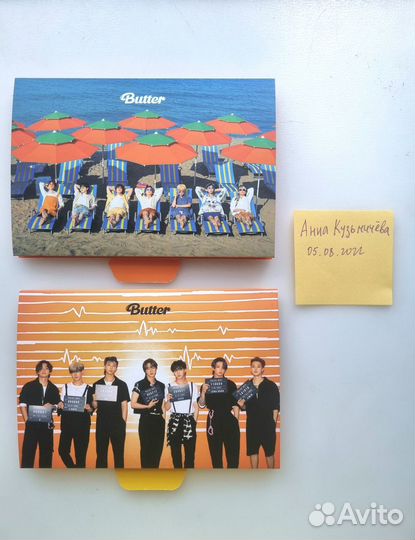 Butter
Анна Кузьмичёва
05.08.2022
Butter
Avito